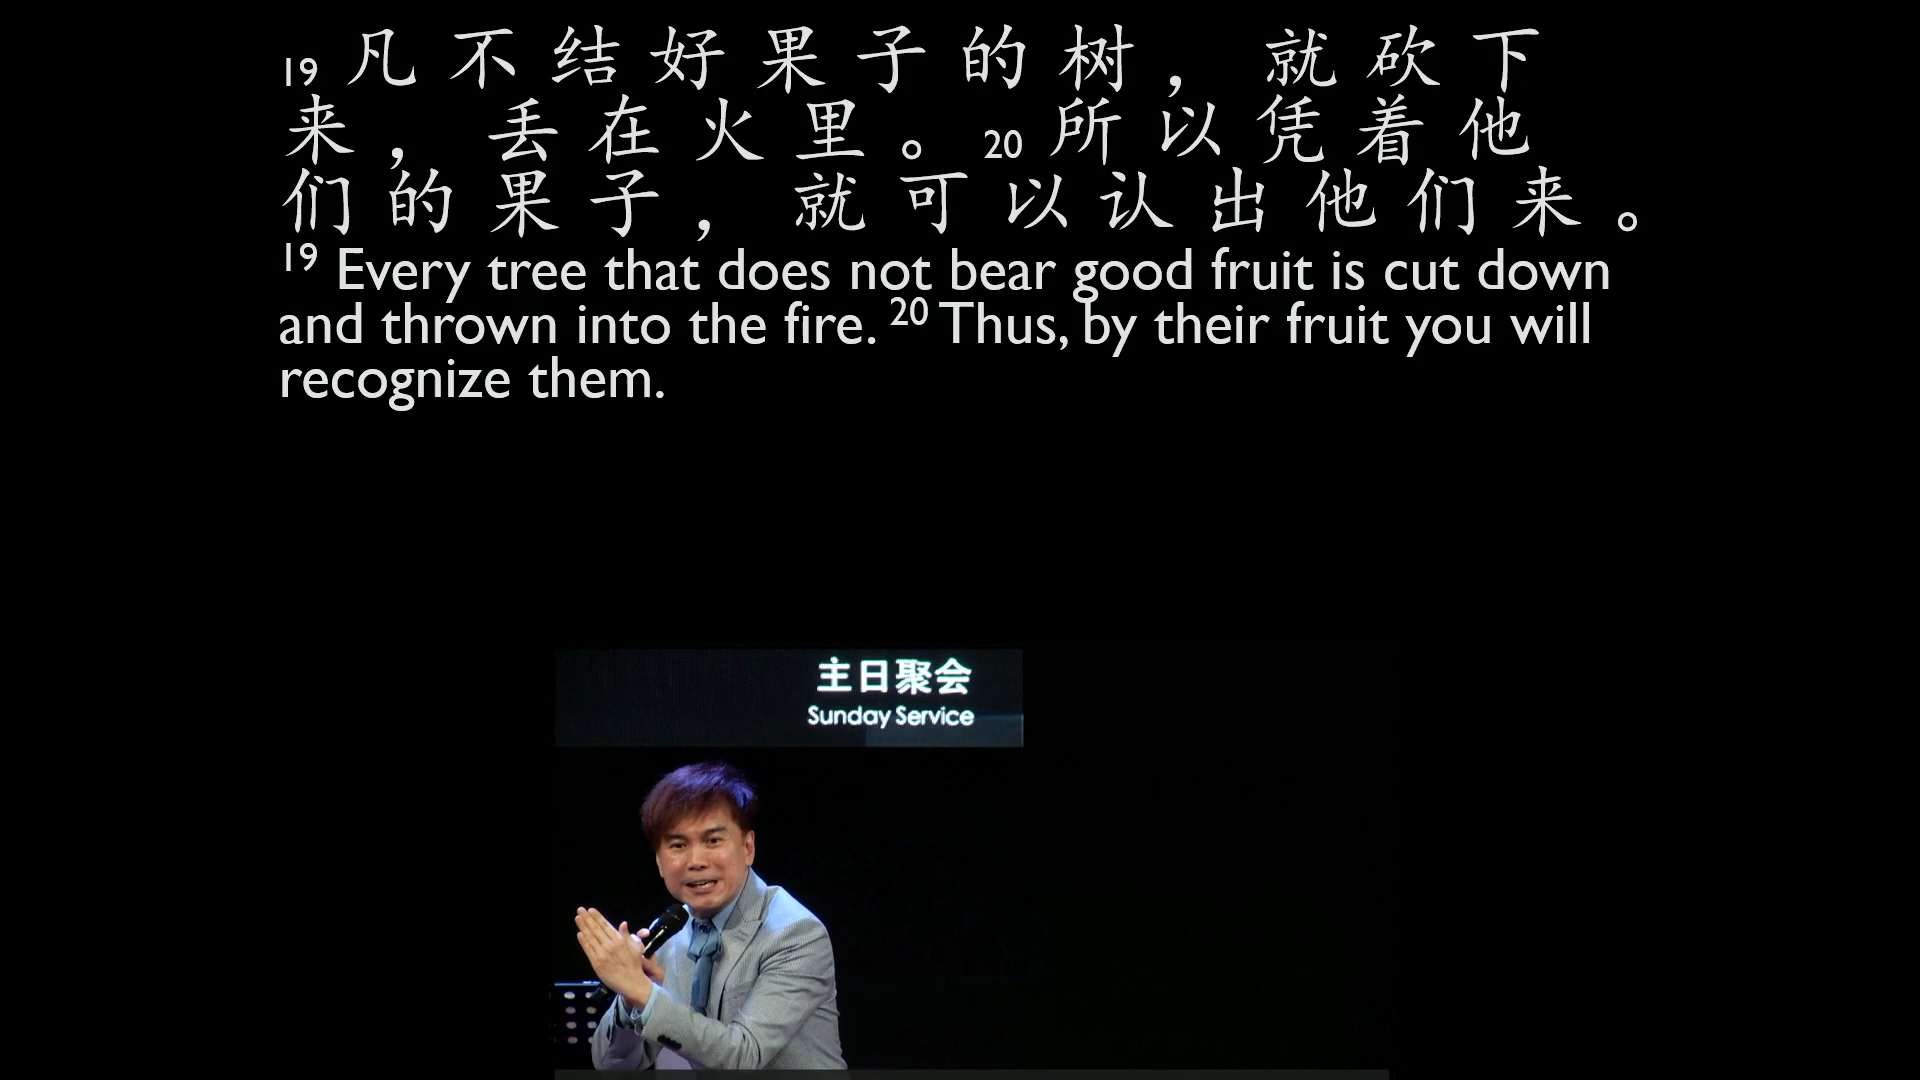 19 凡不结好果子的树，就砍下
来，丢在火里。20 所以凭着他
们的果子，就可以认出他们来。
19 Every tree that does not bear good fruit is cut down
and thrown into the fire. 20 Thus, by their fruit you will
recognize them.
主日聚会
Sunday Service